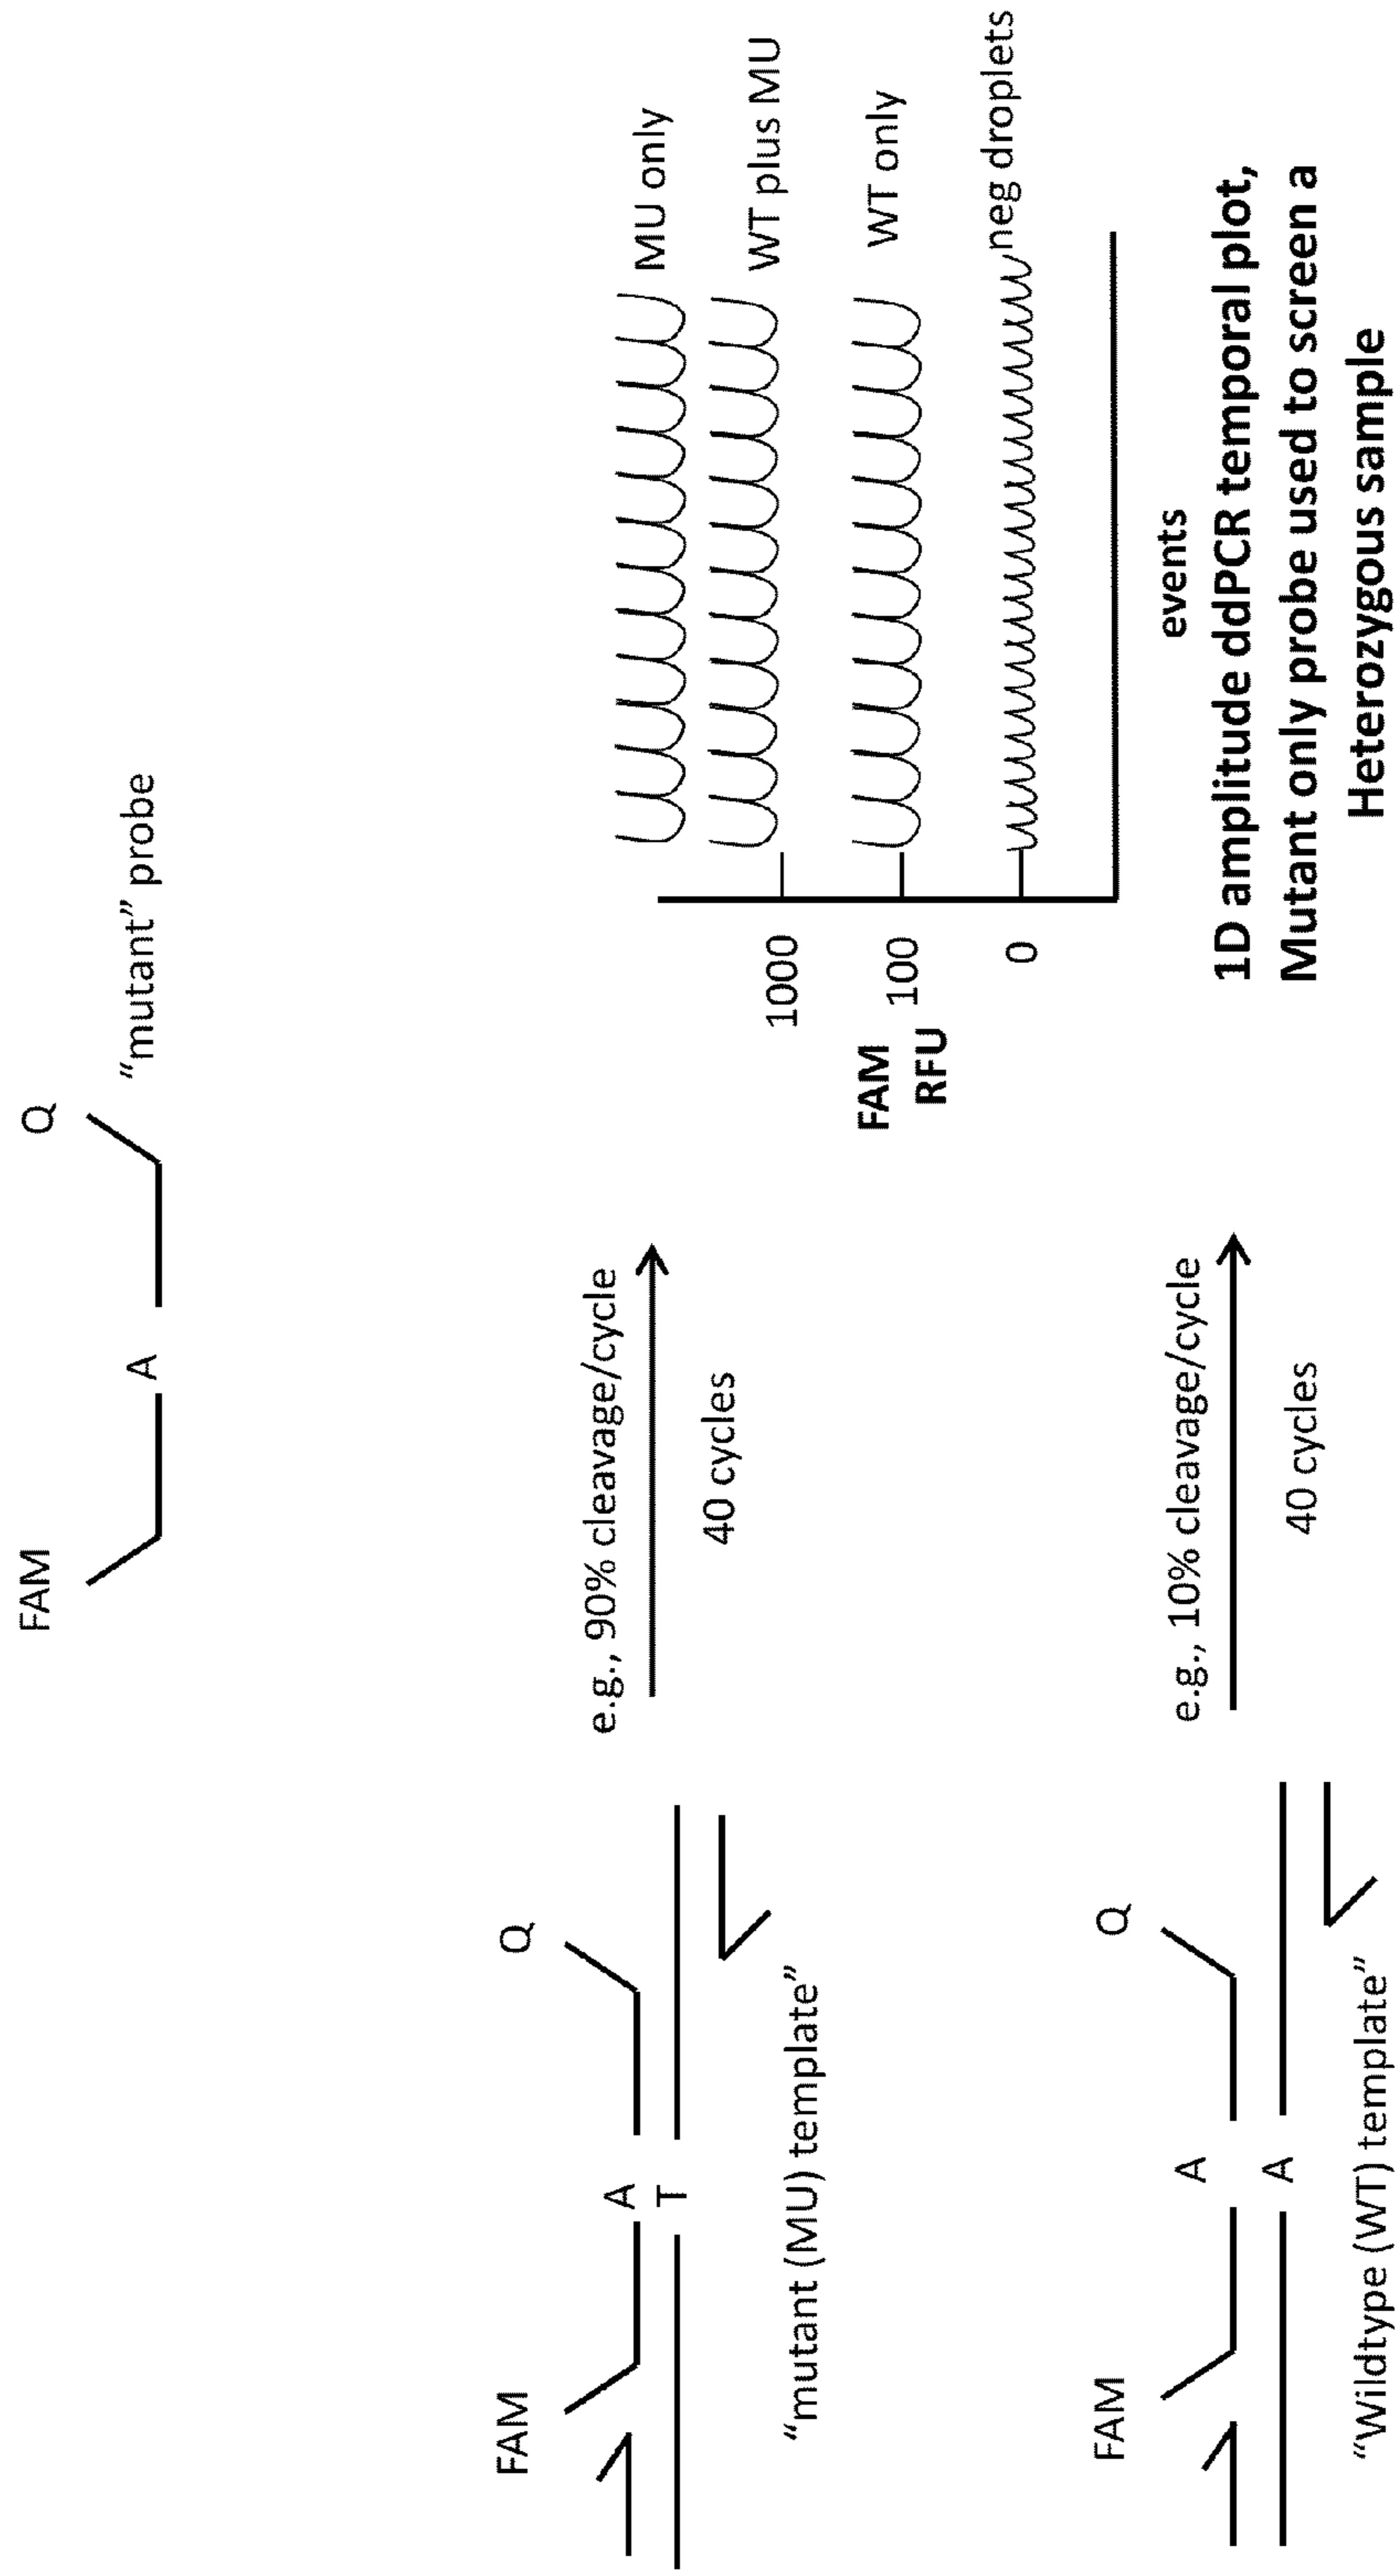 FAM
Q
A
“mutant” probe
FAM
Q
A
T
“mutant (MU) template”
e.g., 90% cleavage/cycle
40 cycles
FAM
Q
A
A
“Wildtype (WT) template”
e.g., 10% cleavage/cycle
40 cycles
MU only
WT plus MU
WT only
neg droplets
1000
100
0
FAM
RFU
events
1D amplitude ddPCR temporal plot,
Mutant only probe used to screen a
Heterozygous sample